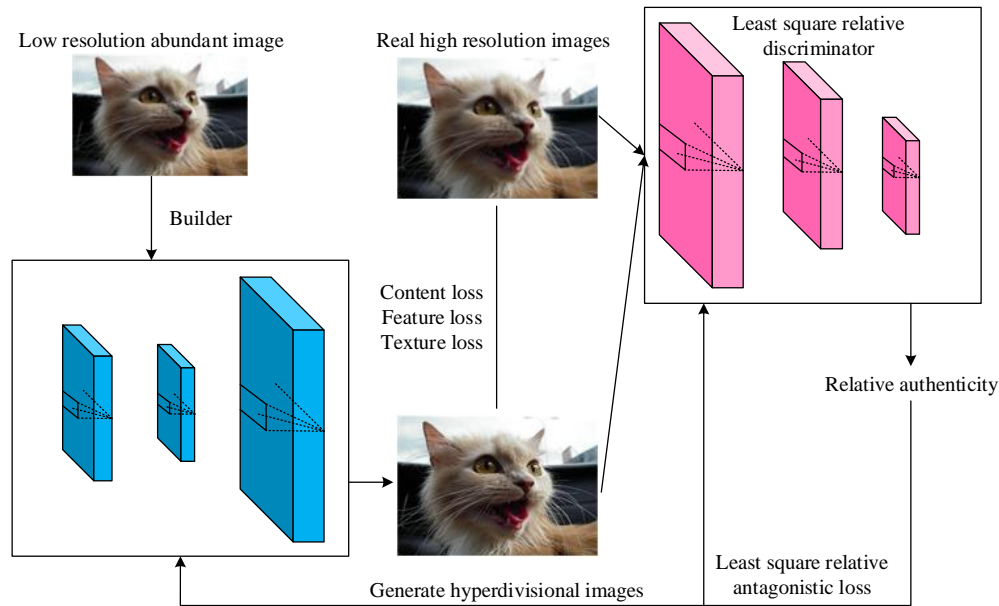 Low resolution abundant image
Real high resolution images
Least square relative
discriminator
Builder
Content loss
Feature loss
Texture loss
Relative authenticity
Generate hyperdivisional images
Least square relative
antagonistic loss